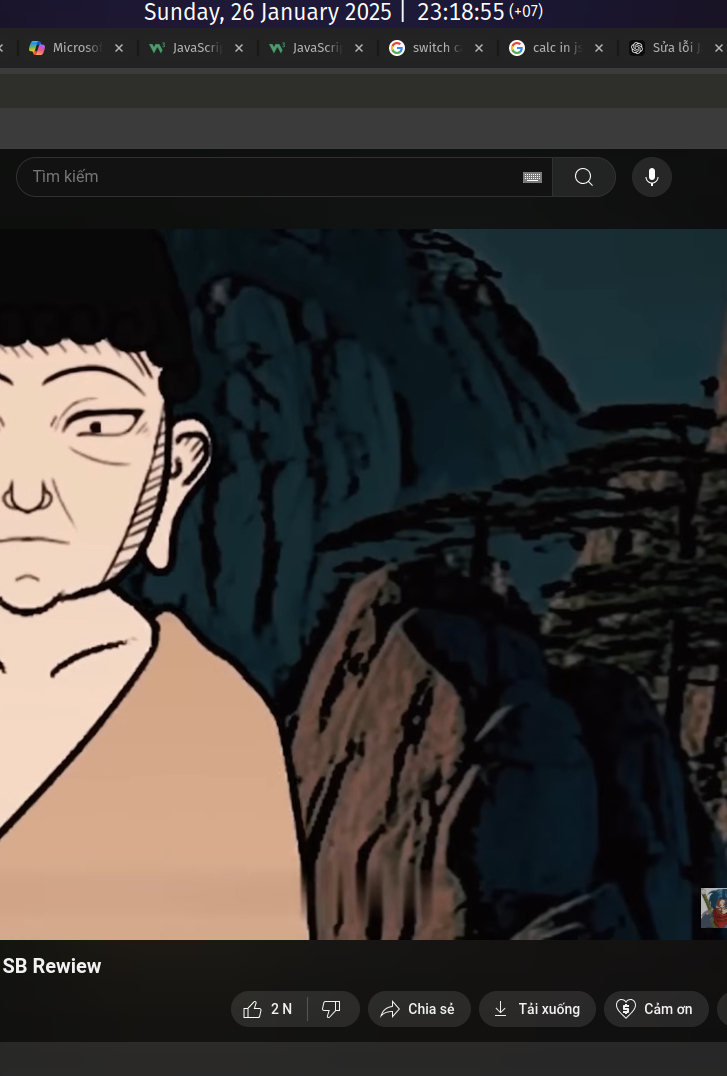 Sunday, 26 January 2025 | 23:18:55 (+07)
Microsof JavaScri JavaScri switch c calc in js Sửa lỗi J
Tìm kiếm
SB Rewiew
2 N Chia sẻ Tải xuống Cảm ơn